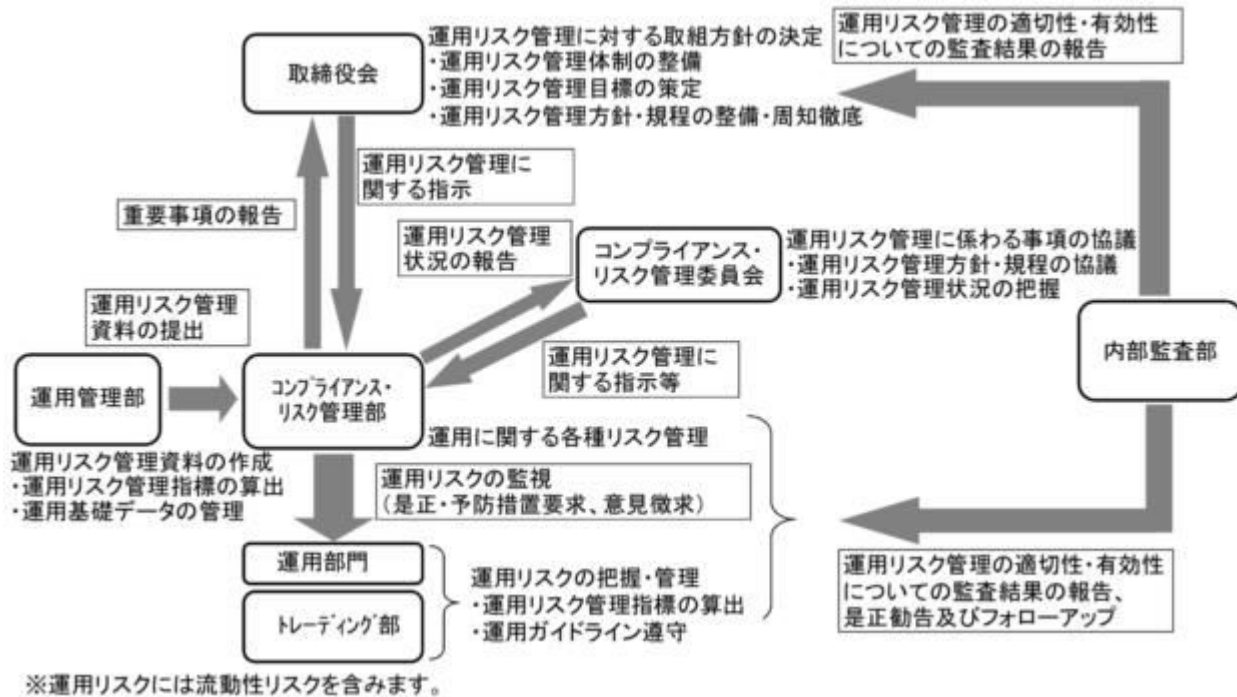 取締役会
運用リスク管理に対する取組方針の決定
・運用リスク管理体制の整備
・運用リスク管理目標の策定
・運用リスク管理方針・規程の整備・周知徹底
運用リスク管理の適切性・有効性
についての監査結果の報告
運用リスク管理に
関する指示
重要事項の報告
運用リスク管理
状況の報告
コンプライアンス・
リスク管理委員会
運用リスク管理に係わる事項の協議
・運用リスク管理方針・規程の協議
・運用リスク管理状況の把握
運用リスク管理
資料の提出
運用リスク管理に
関する指示等
内部監査部
運用管理部
コンプライアンス・
リスク管理部
運用に関する各種リスク管理
運用リスク管理資料の作成
・運用リスク管理指標の算出
・運用基礎データの管理
運用リスクの監視
(是正・予防措置要求、意見徴求)
運用部門
トレーディング部
運用リスクの把握・管理
・運用リスク管理指標の算出
・運用ガイドライン遵守
運用リスク管理の適切性・有効性
についての監査結果の報告、
是正勧告及びフォローアップ
※運用リスクには流動性リスクを含みます。